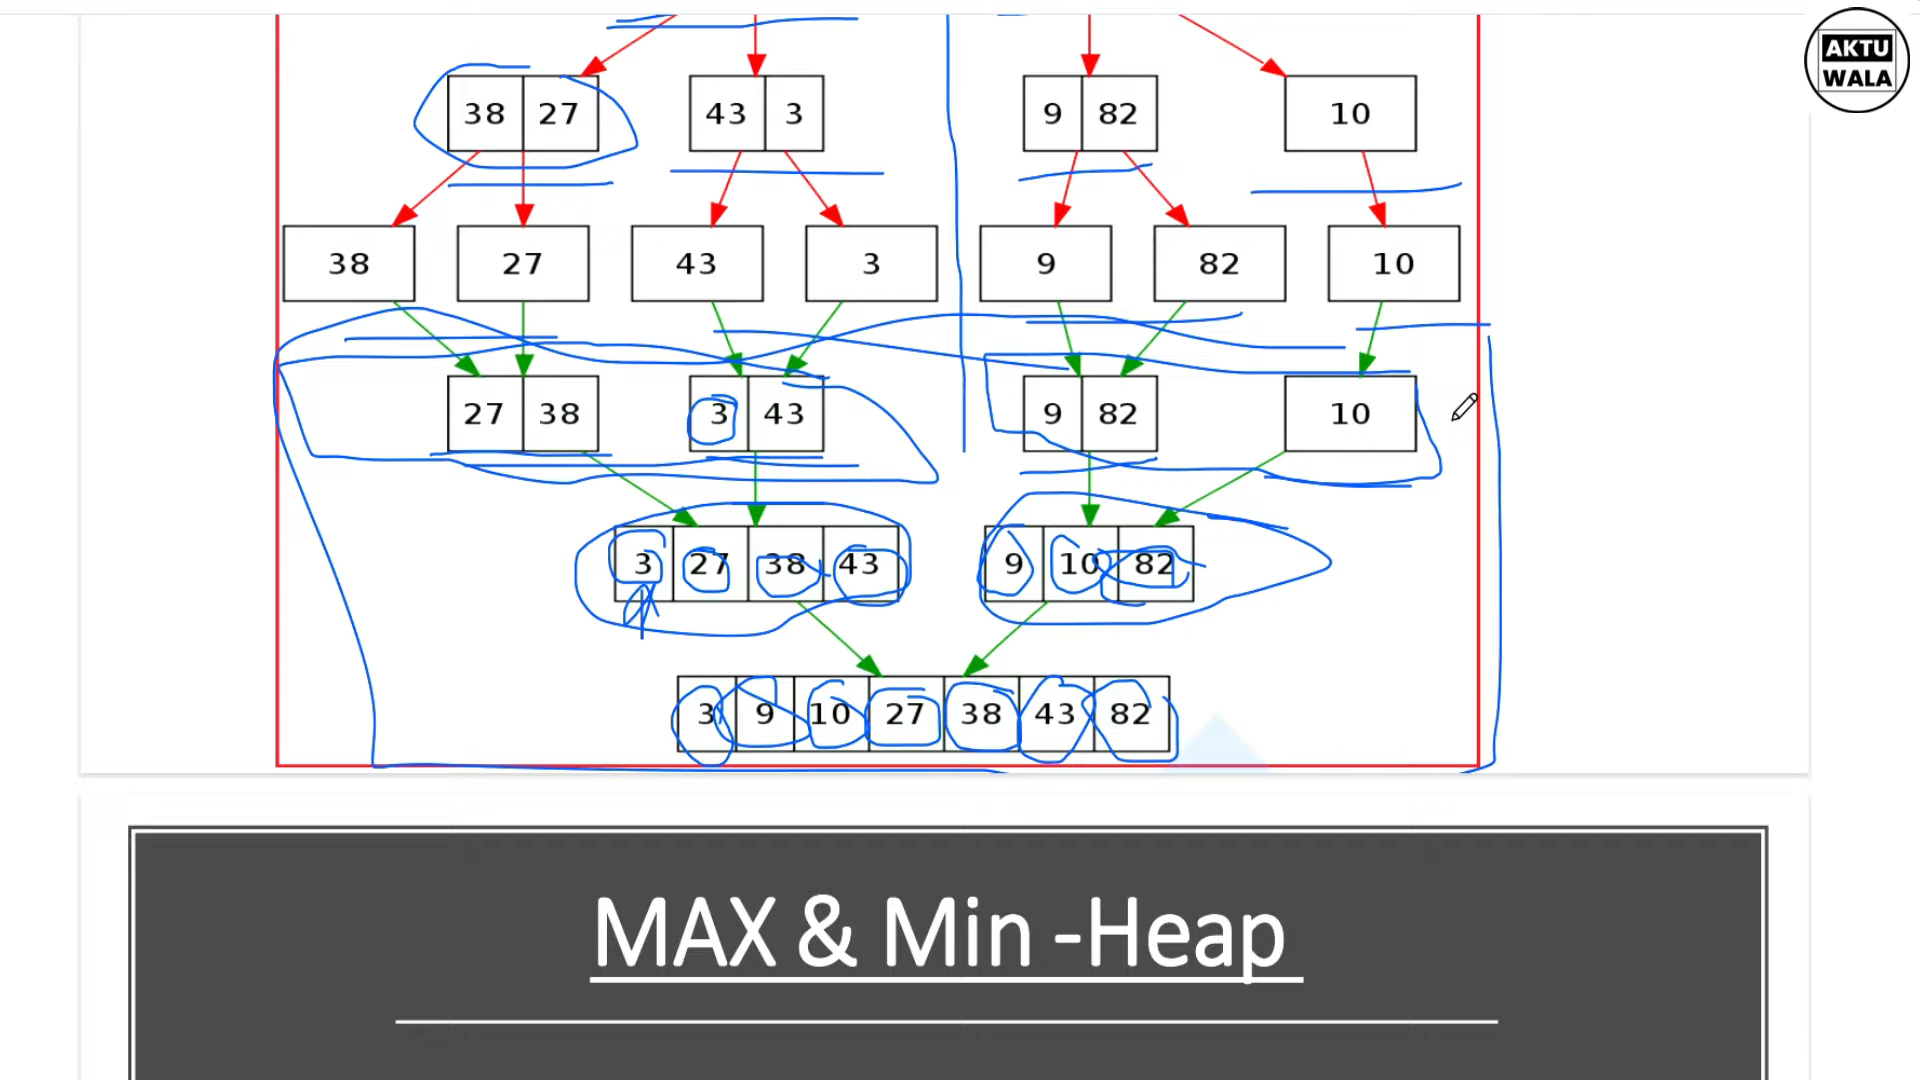 AKTU
WALA
38 27 43 3 9 82 10
38 27 43 3 9 82 10
27 38 3 43 9 82 10
3 27 38 43 9 10 82
3 9 10 27 38 43 82
MAX & Min -Heap